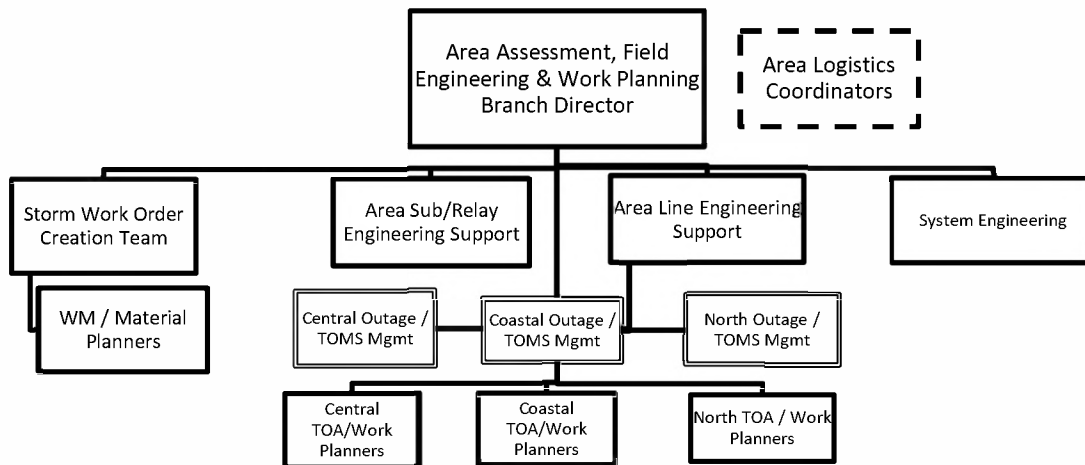 Area Assessment, Field
Engineering & Work Planning
Branch Director
Area Logistics
Coordinators
Storm Work Order
Creation Team
Area Sub/Relay
Engineering Support
Area Line Engineering
Support
System Engineering
WM / Material
Planners
Central Outage /
TOMS Mgmt
Coastal Outage /
TOMS Mgmt
North Outage /
TOMS Mgmt
Central
TOA/Work
Planners
Coastal
TOA/Work
Planners
North TOA / Work
Planners